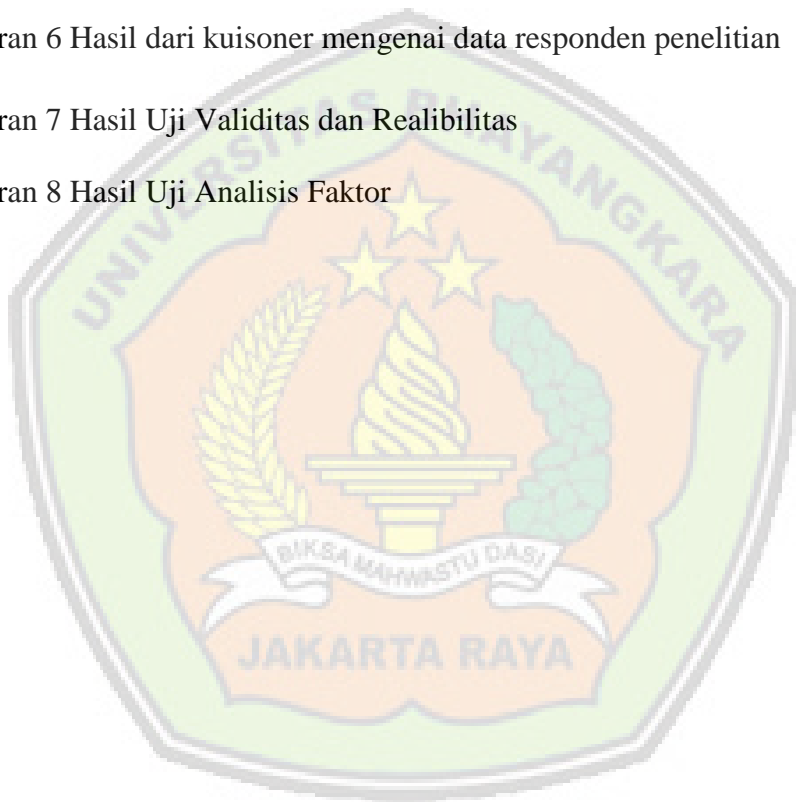 ran 6 Hasil dari kuisoner mengenai data responden penelitian
ran 7 Hasil Uji Validitas dan Realibilitas
ran 8 Hasil Uji Analisis Faktor
UNIVERSITAS BHAYANGKARA
BIKSA MAHWASTU DASI
JAKARTA RAYA